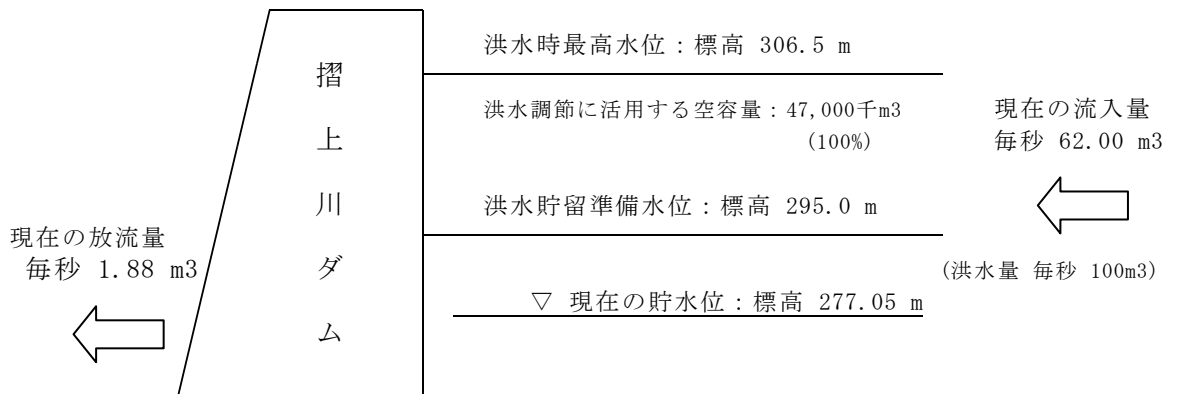 洪水時最高水位：標高 306.5 m
洪水調節に活用する空容量：47,000千m3
(100%)
現在の流入量
毎秒 62.00 m3
摺
上
川
ダ
ム
洪水貯留準備水位：標高 295.0 m
現在の放流量
毎秒 1.88 m3
(洪水量 毎秒 100m3)
▽ 現在の貯水位：標高 277.05 m